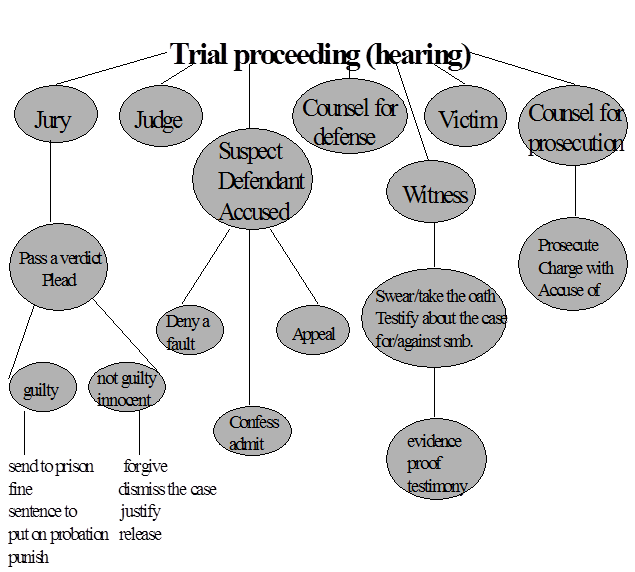 Trial proceeding (hearing)
Jury
Judge
Suspect
Defendant
Accused
Counsel for
defense
Witness
Victim
Counsel for
prosecution
Pass a verdict
Plead
Deny a
fault
Appeal
Confess
admit
Swear/take the oath
Testify about the case
for/against smb.
Prosecute
Charge with
Accuse of
guilty
not guilty
innocent
evidence
proof
testimony
send to prison
fine
sentence to
put on probation
punish
forgive
dismiss the case
justify
release